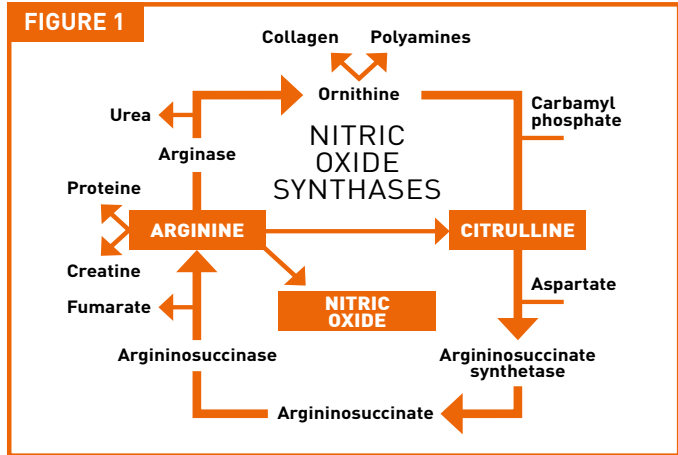 FIGURE 1
Collagen
Polyamines
Ornithine
Urea
Carbamyl
phosphate
Arginase
NITRIC
OXIDE
SYNTHASES
Proteine
ARGININE
CITRULLINE
Creatine
Aspartate
Fumarate
NITRIC
OXIDE
Argininosuccinase
Argininosuccinate
synthetase
Argininosuccinate